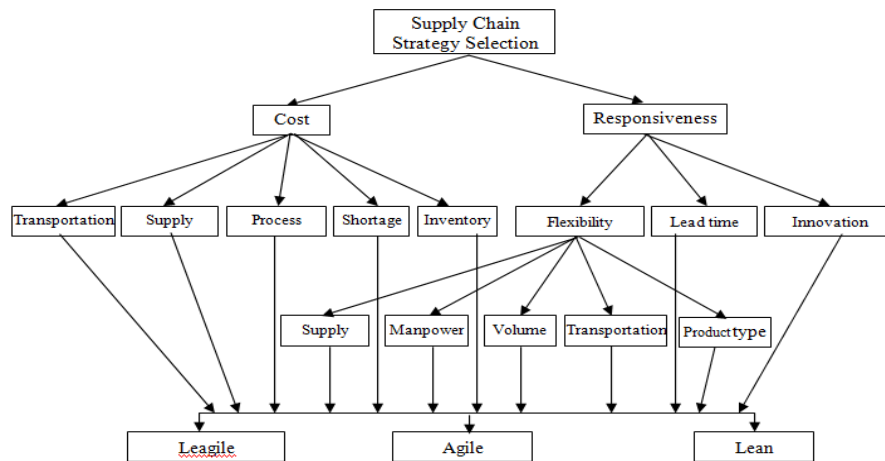 Supply Chain
Strategy Selection
Cost
Responsiveness
Transportation
Supply
Process
Shortage
Inventory
Flexibility
Lead time
Innovation
Supply
Manpower
Volume
Transportation
Product type
Leagile
Agile
Lean